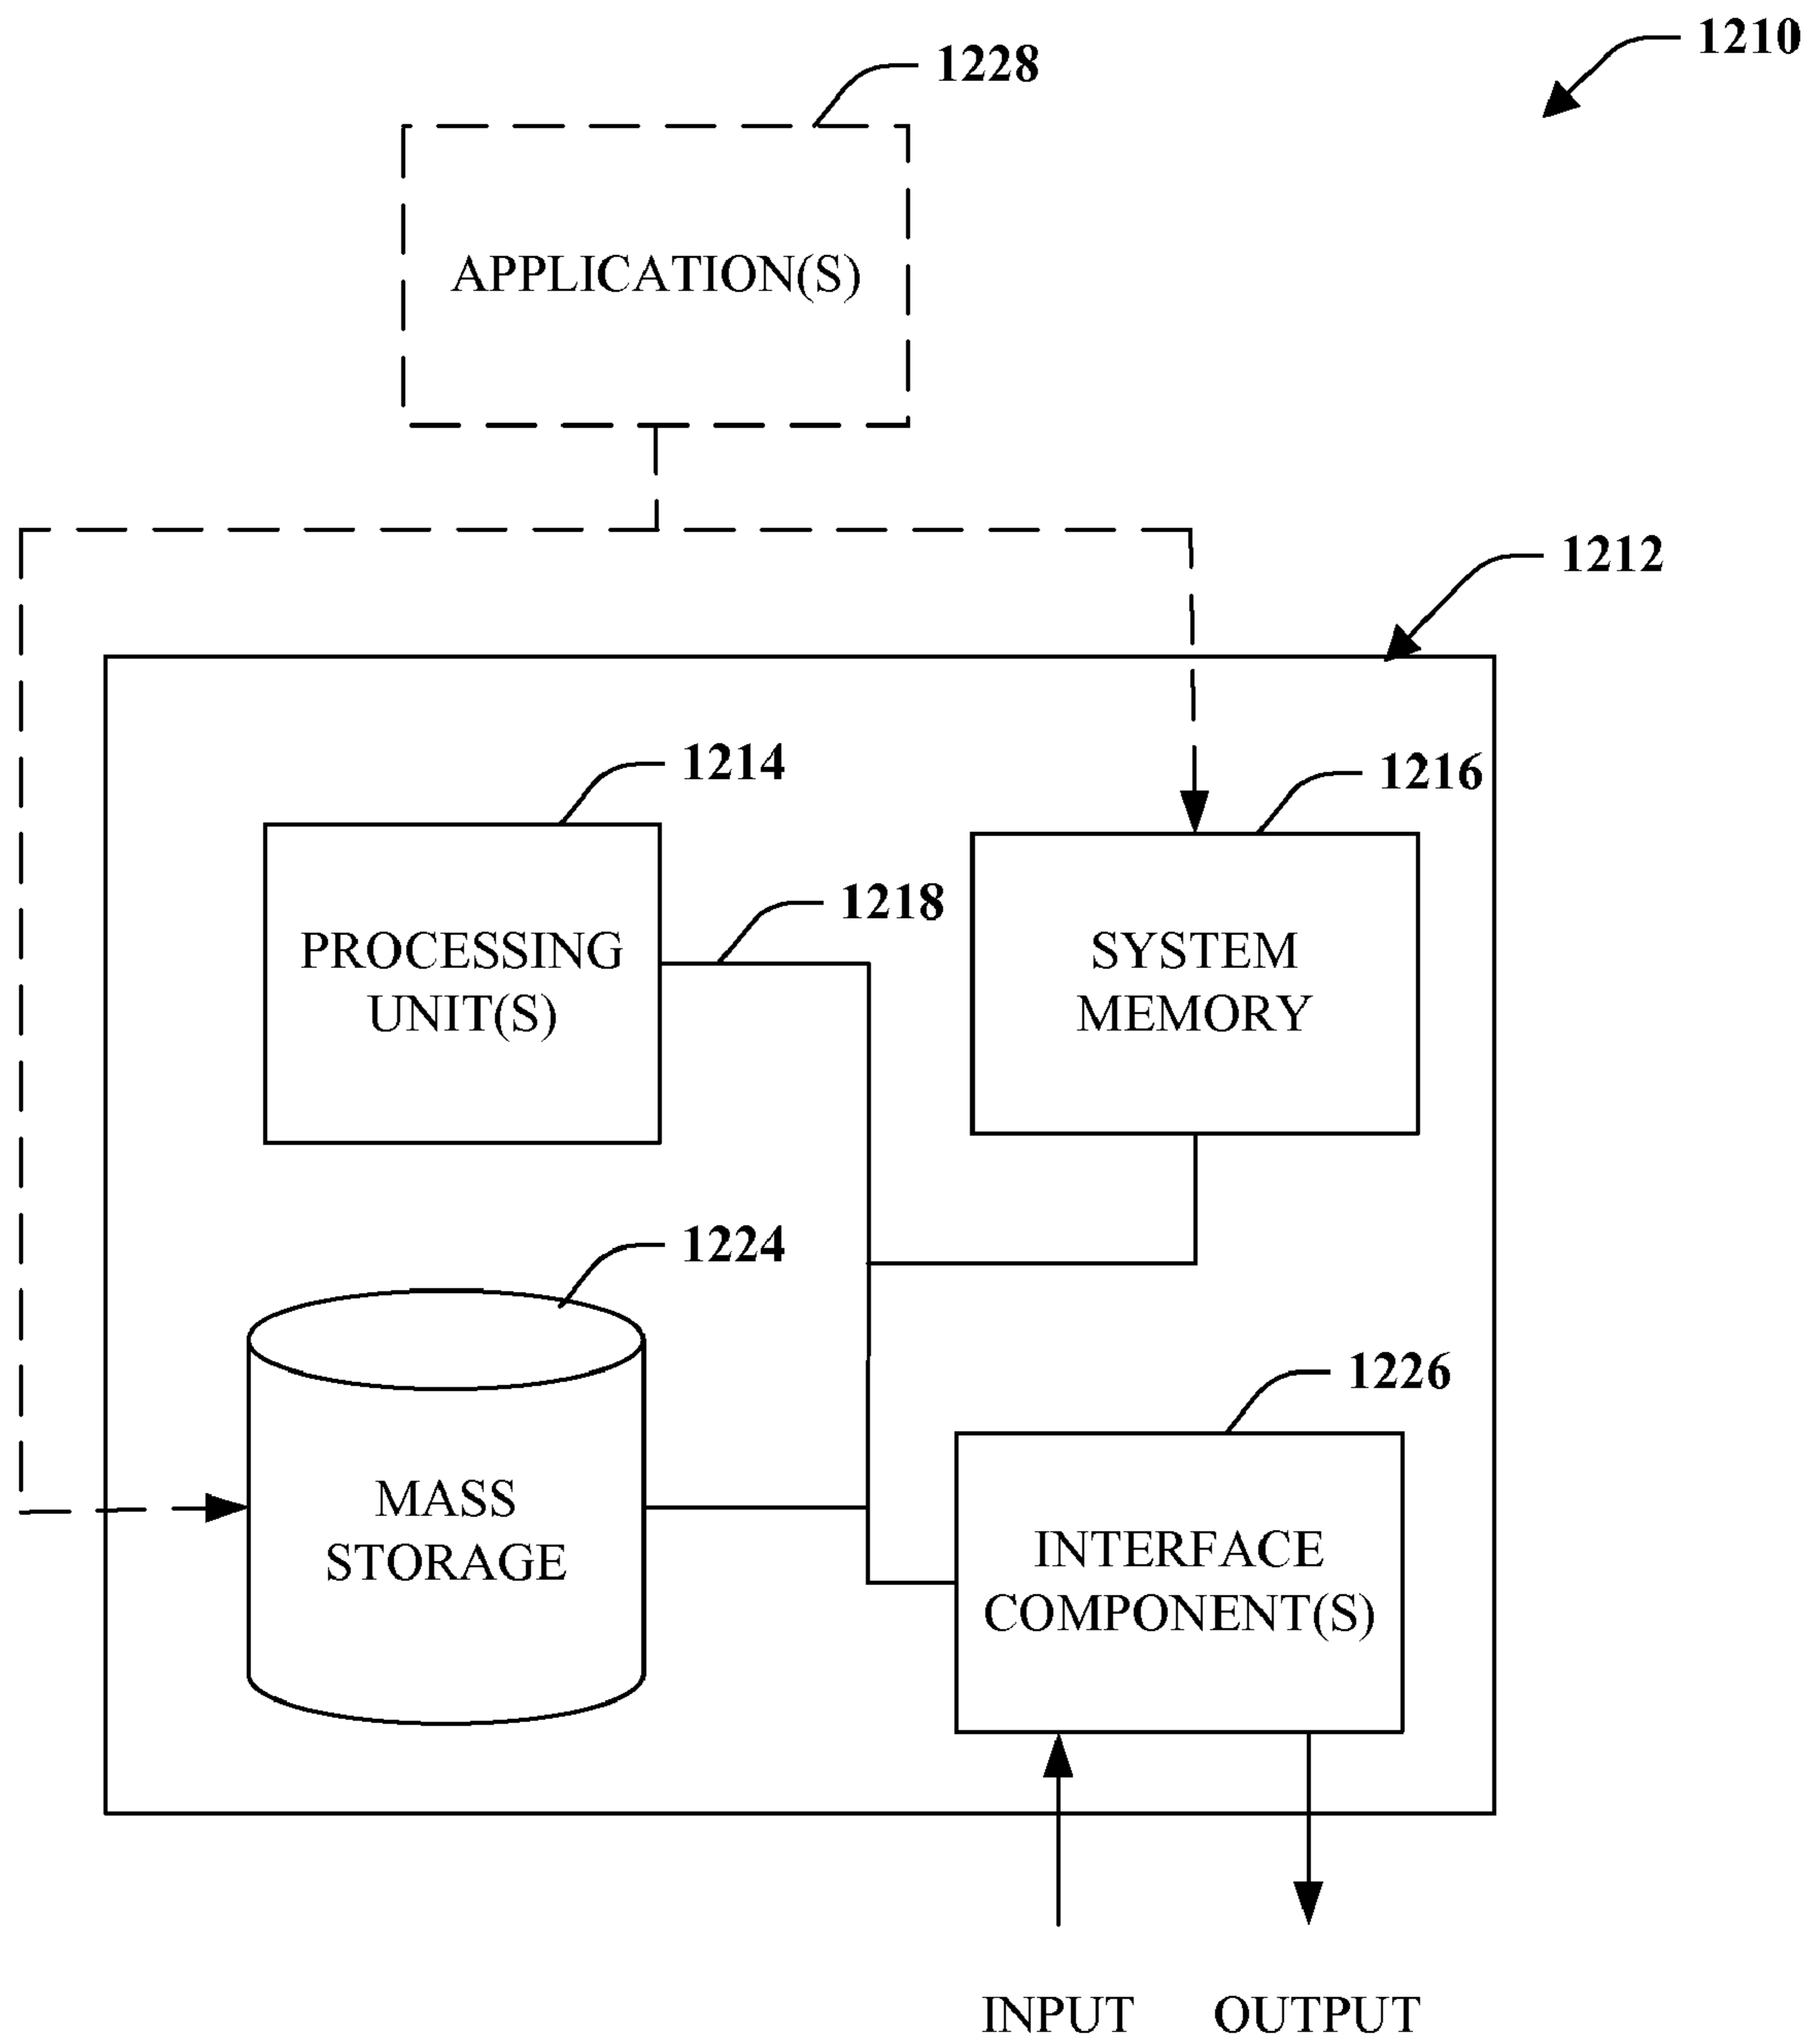 1210
1228
APPLICATION(S)
1212
1214
1216
1218
PROCESSING
UNIT(S)
SYSTEM
MEMORY
1224
1226
MASS
STORAGE
INTERFACE
COMPONENT(S)
INPUT
OUTPUT